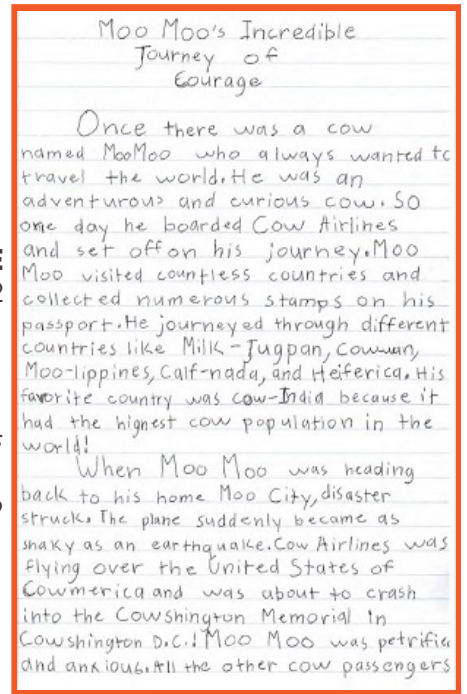 Moo Moo's Incredible
Journey of
Courage
Once there was a cow
named MooMoo who always wanted to
travel the world. He was an
adventurous and curious cow. So
one day he boarded Cow Airlines
and set off on his journey. Moo
Moo visited countless countries and
collected numerous stamps on his
passport. He journeyed through different
countries like Milk-Jugpan, Cowwan,
Moo-lippines, Calf-nada, and Heiferica. His
favorite country was Cow-India because it
had the highest cow population in the
world!
When Moo Moo was heading
back to his home Moo City, disaster
struck. The plane suddenly became as
shaky as an earthquake. Cow Airlines was
flying over the United States of
Cowmerica and was about to crash
into the Cowshington Memorial in
Cowshington D.C.! Moo Moo was petrifie
and anxious. All the other cow passengers